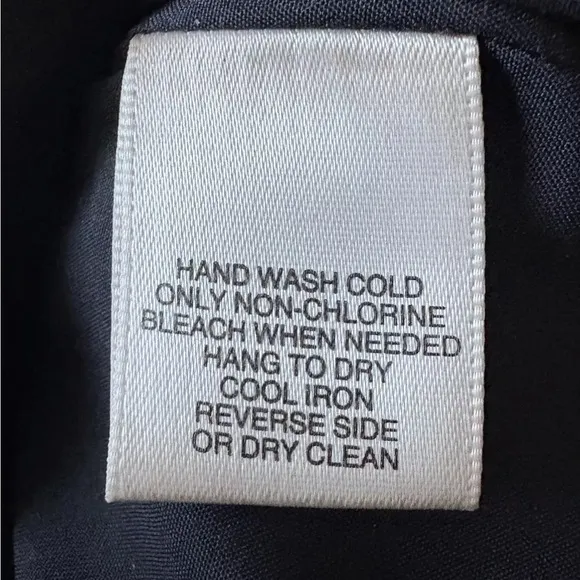 HAND WASH COLD
ONLY NON-CHLORINE
BLEACH WHEN NEEDED
HANG TO DRY
COOL IRON
REVERSE SIDE
OR DRY CLEAN